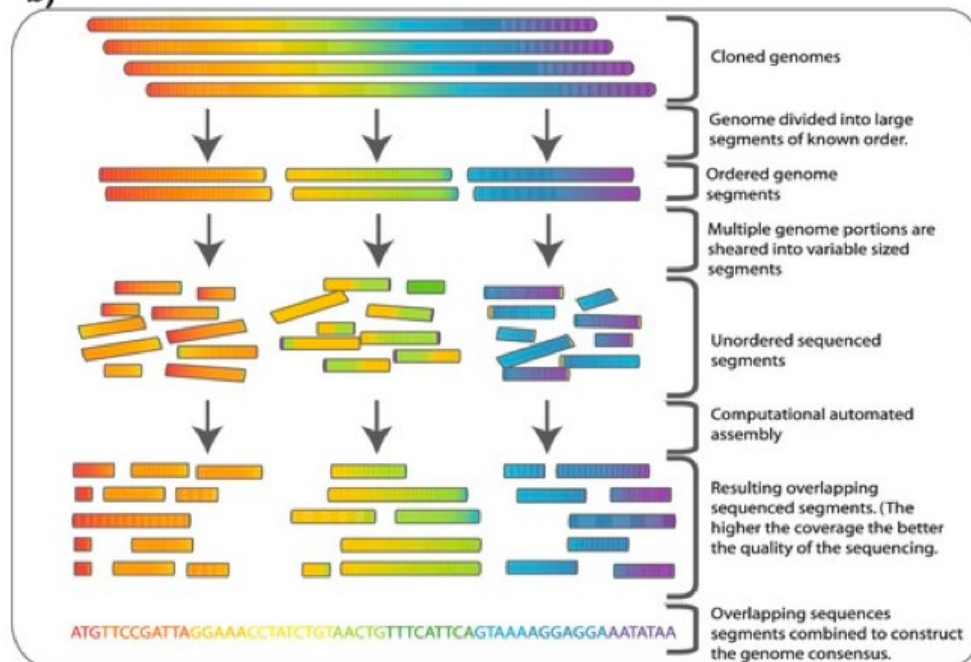 b)
Cloned genomes
Genome divided into large
segments of known order.
Ordered genome
segments
Multiple genome portions are
sheared into variable sized
segments
Unordered sequenced
segments
Computational automated
assembly
Resulting overlapping
sequenced segments. (The
higher the coverage the better
the quality of the sequencing.
ATGTTCCGATTAGGAAACCTATCTGTAACTGTTTCATTCAGTAAAAGGAGGAAATATAA
Overlapping sequences
segments combined to construct
the genome consensus.